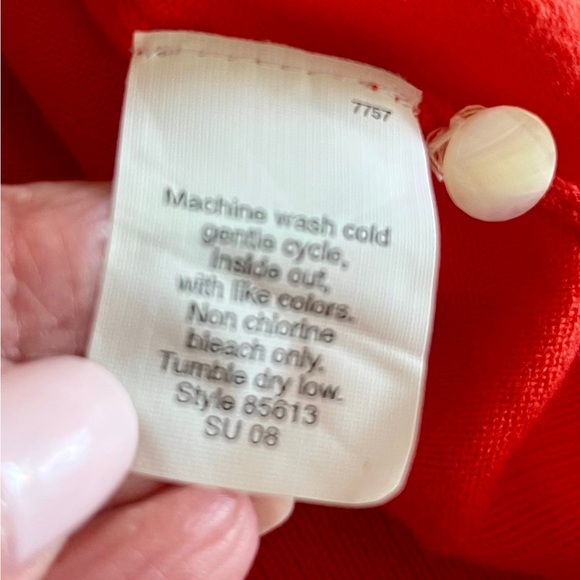 7757
Machine wash cold
gentle cycle,
Inside out,
with like colors.
Non chlorine
bleach only.
Tumble dry low.
Style 85613
SU 08